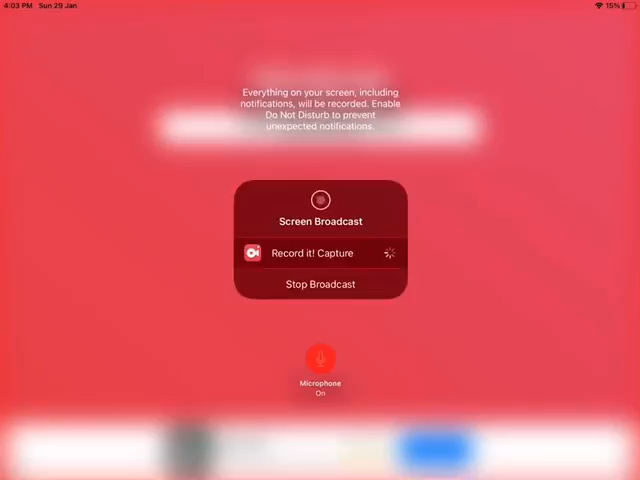 4:03 PM Sun 29 Jan
15%
Everything on your screen, including
notifications, will be recorded. Enable
Do Not Disturb to prevent
unexpected notifications.
Screen Broadcast
Record it! Capture
Stop Broadcast
Microphone
On